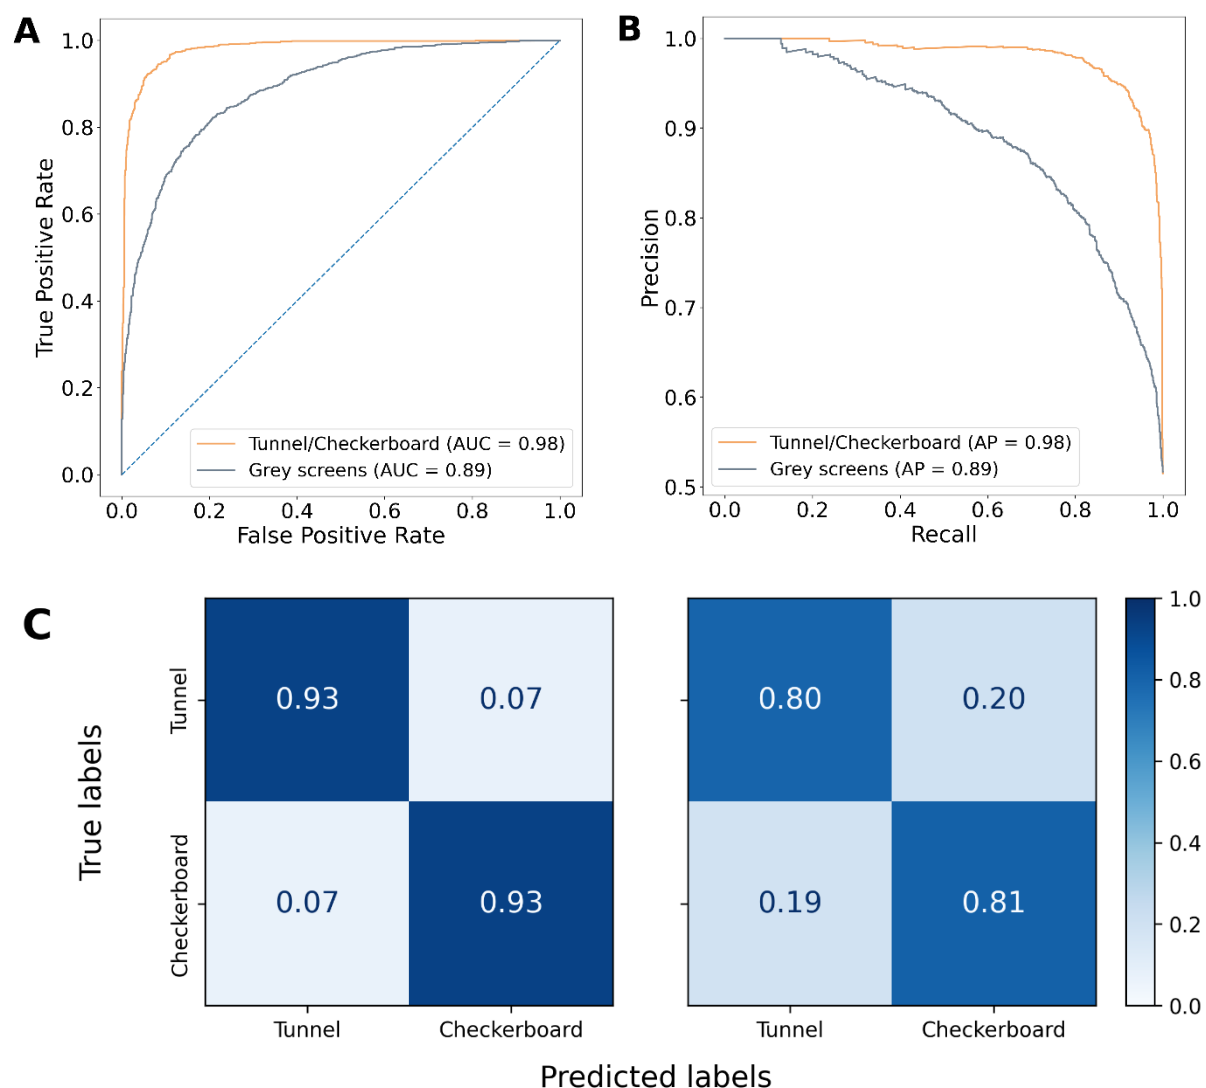 A
True Positive Rate
1.0
0.8
0.6
0.4
0.2
0.0
Tunnel/Checkerboard (AUC = 0.98)
Grey screens (AUC = 0.89)
0.0 0.2 0.4 0.6 0.8 1.0
False Positive Rate
B
Precision
1.0
0.9
0.8
0.7
0.6
0.5
Tunnel/Checkerboard (AP = 0.98)
Grey screens (AP = 0.89)
0.0 0.2 0.4 0.6 0.8 1.0
Recall
C
True labels
Tunnel
Checkerboard
0.93 0.07
0.07 0.93
Tunnel Checkerboard
0.80 0.20
0.19 0.81
Tunnel Checkerboard
1.0
0.8
0.6
0.4
0.2
0.0
Predicted labels